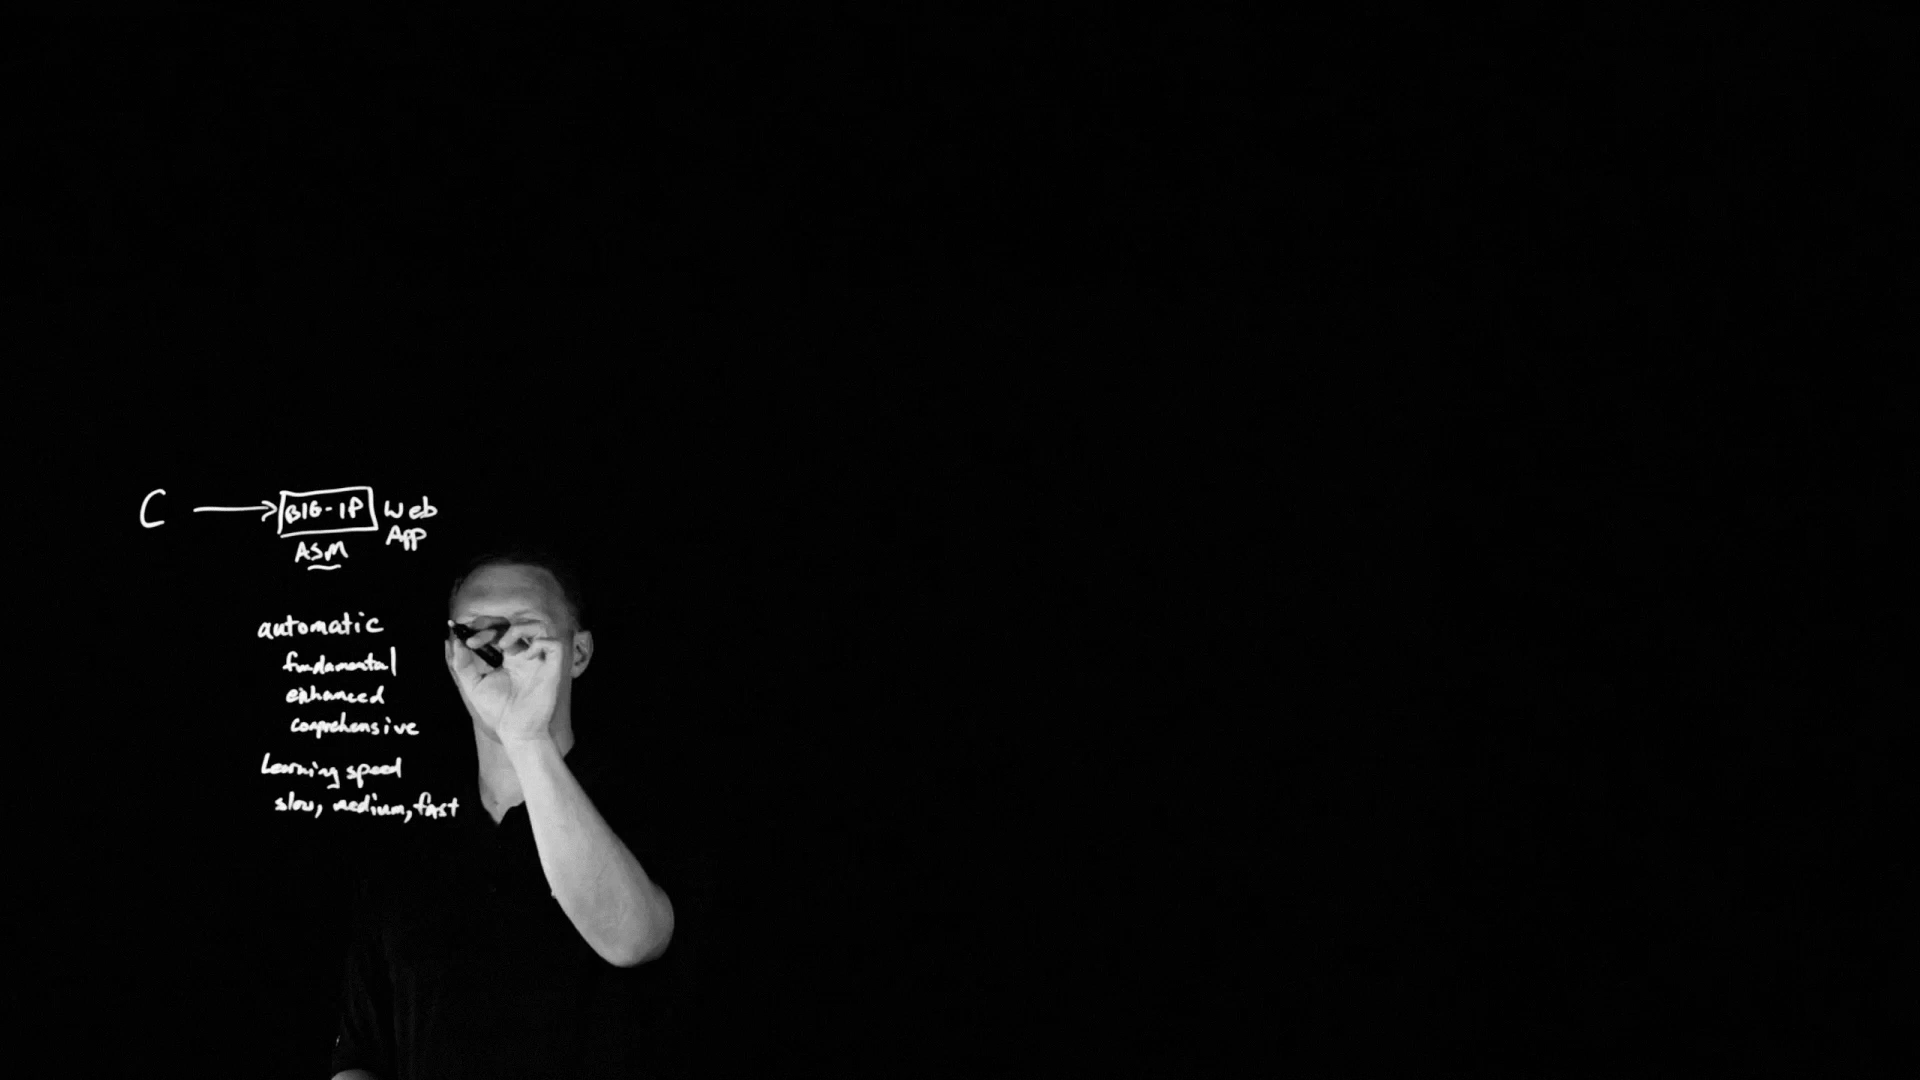 C BIG-IP Web
App
ASM
automatic
fundamental
enhanced
comprehensive
Learning speed
slow, medium, fast